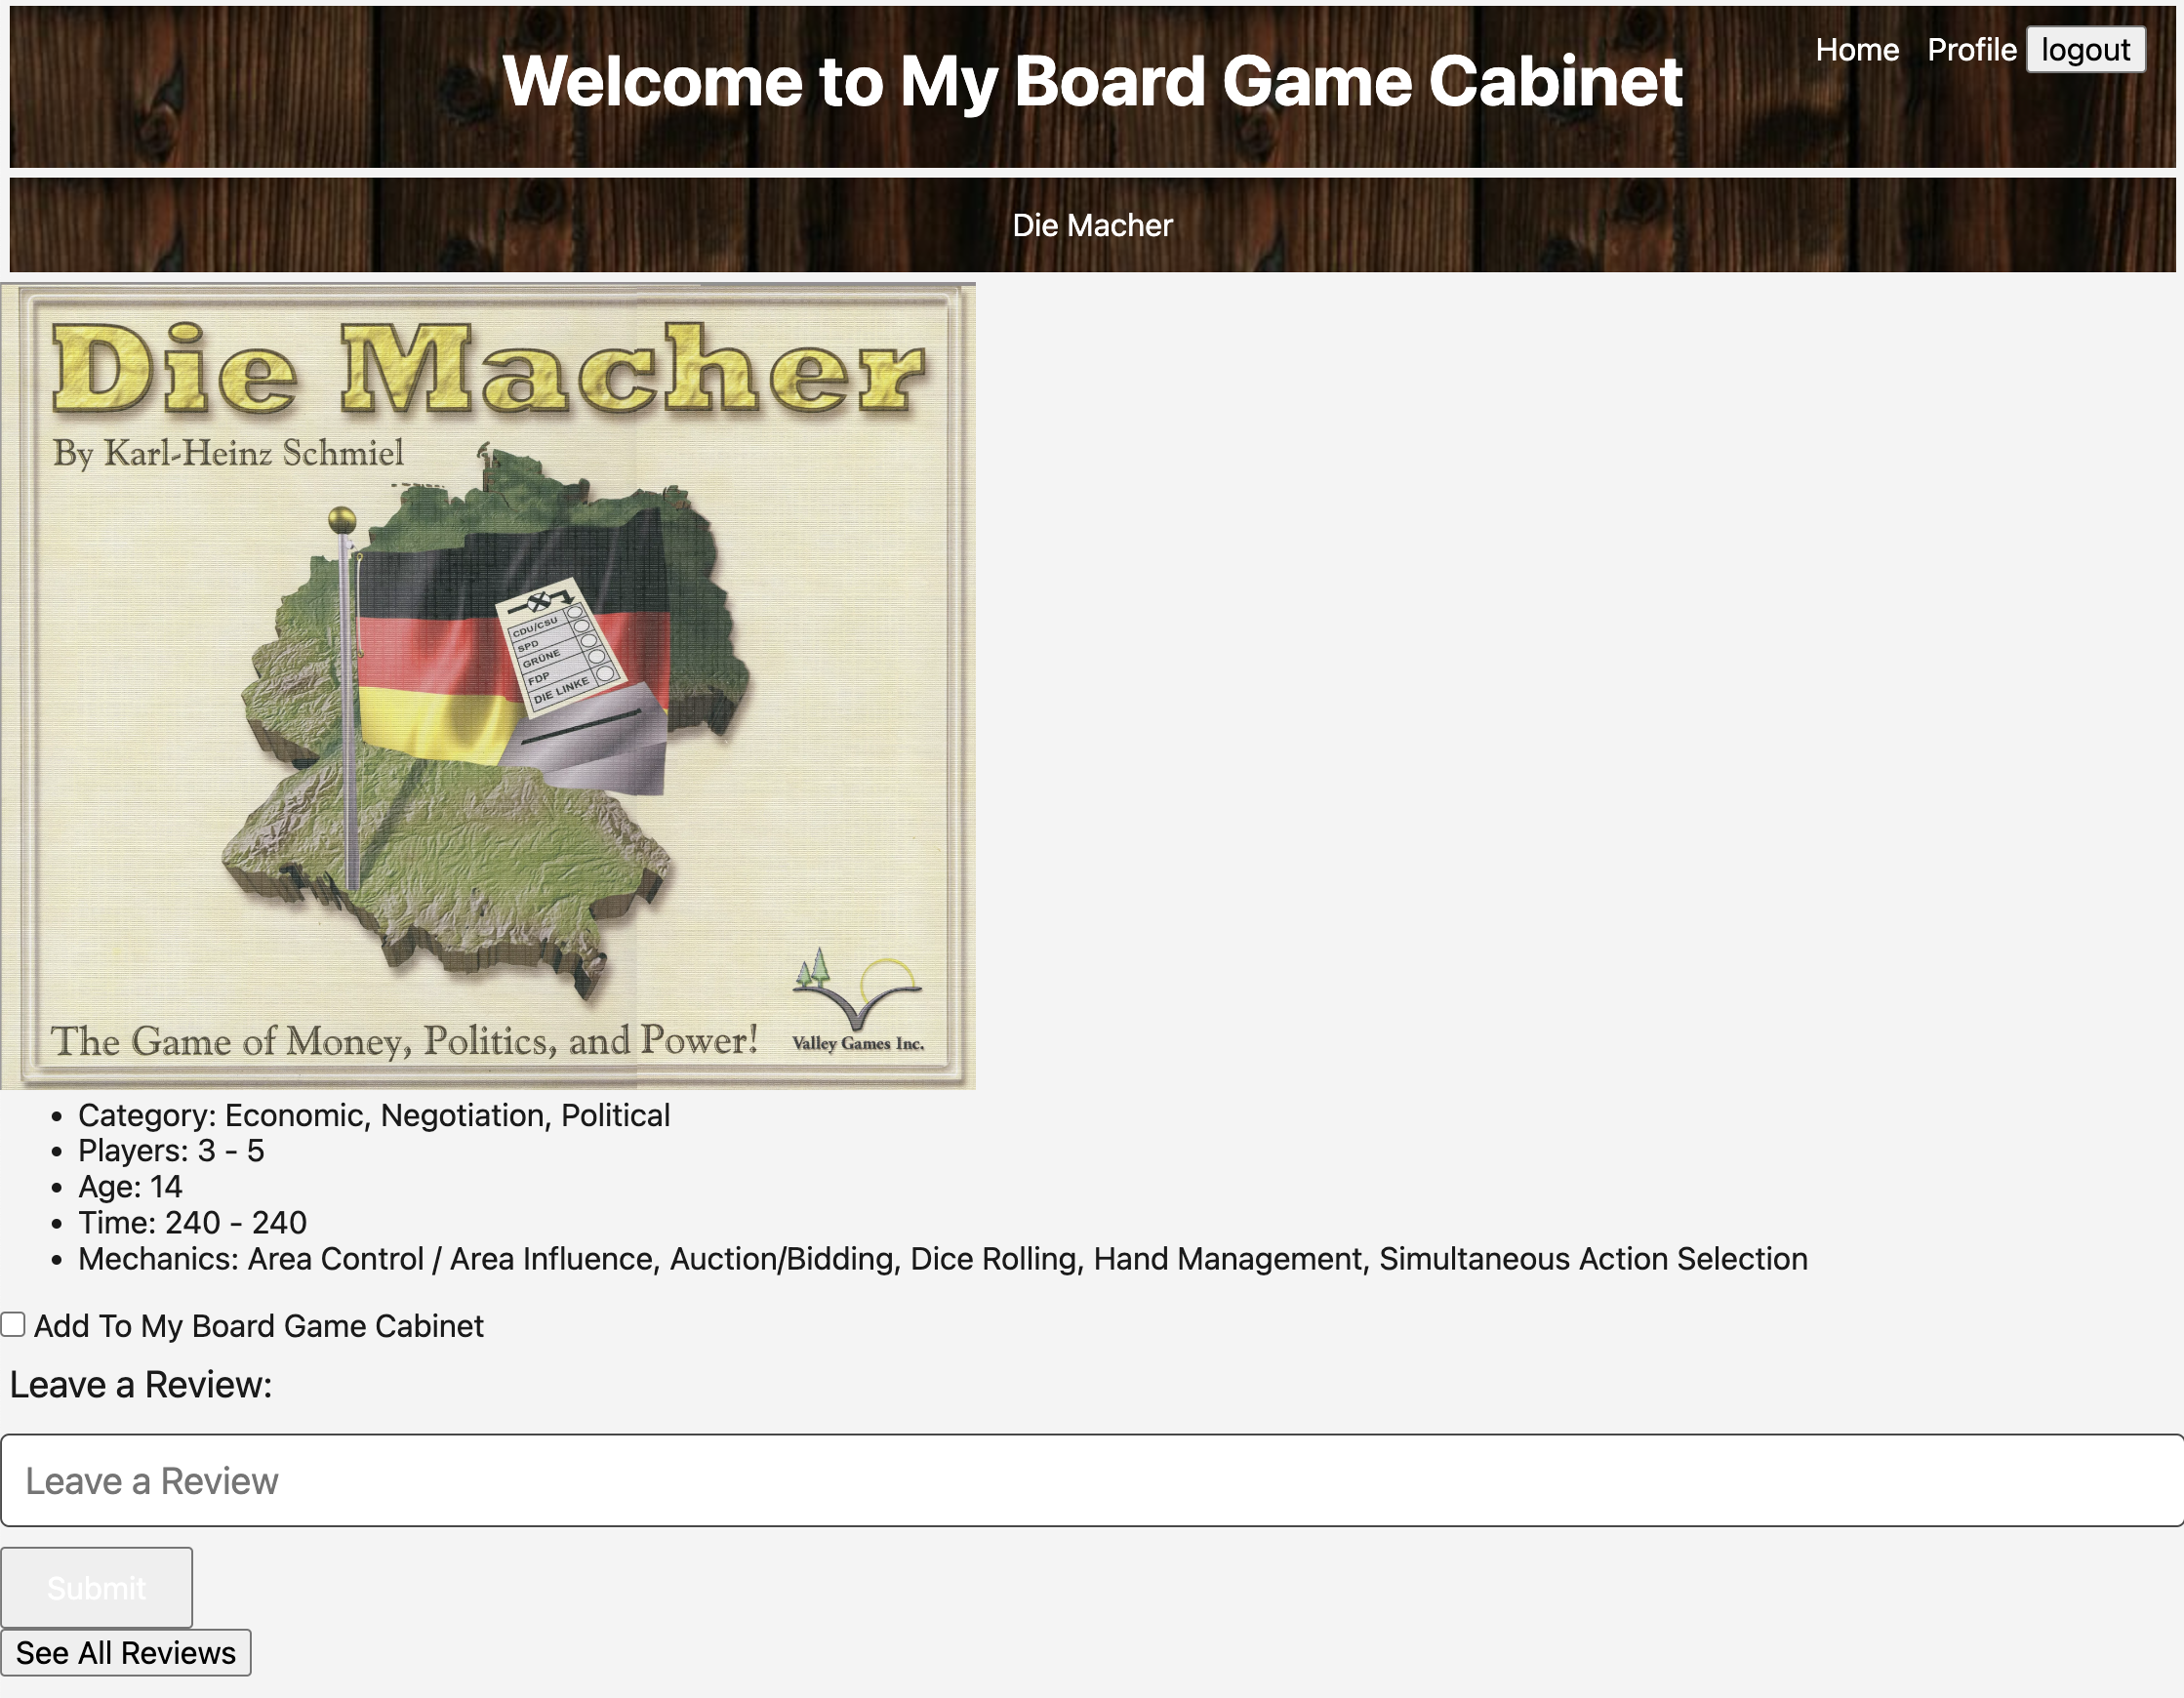 Welcome to My Board Game Cabinet
Home Profile logout
Die Macher
Die Macher
By Karl-Heinz Schmiel
CDU/CSU
SPD
GRÜNE
FDP
DIE LINKE
The Game of Money, Politics, and Power!
Valley Games Inc.
• Category: Economic, Negotiation, Political
• Players: 3 - 5
• Age: 14
• Time: 240 - 240
• Mechanics: Area Control / Area Influence, Auction/Bidding, Dice Rolling, Hand Management, Simultaneous Action Selection
Add To My Board Game Cabinet
Leave a Review:
Leave a Review
Submit
See All Reviews